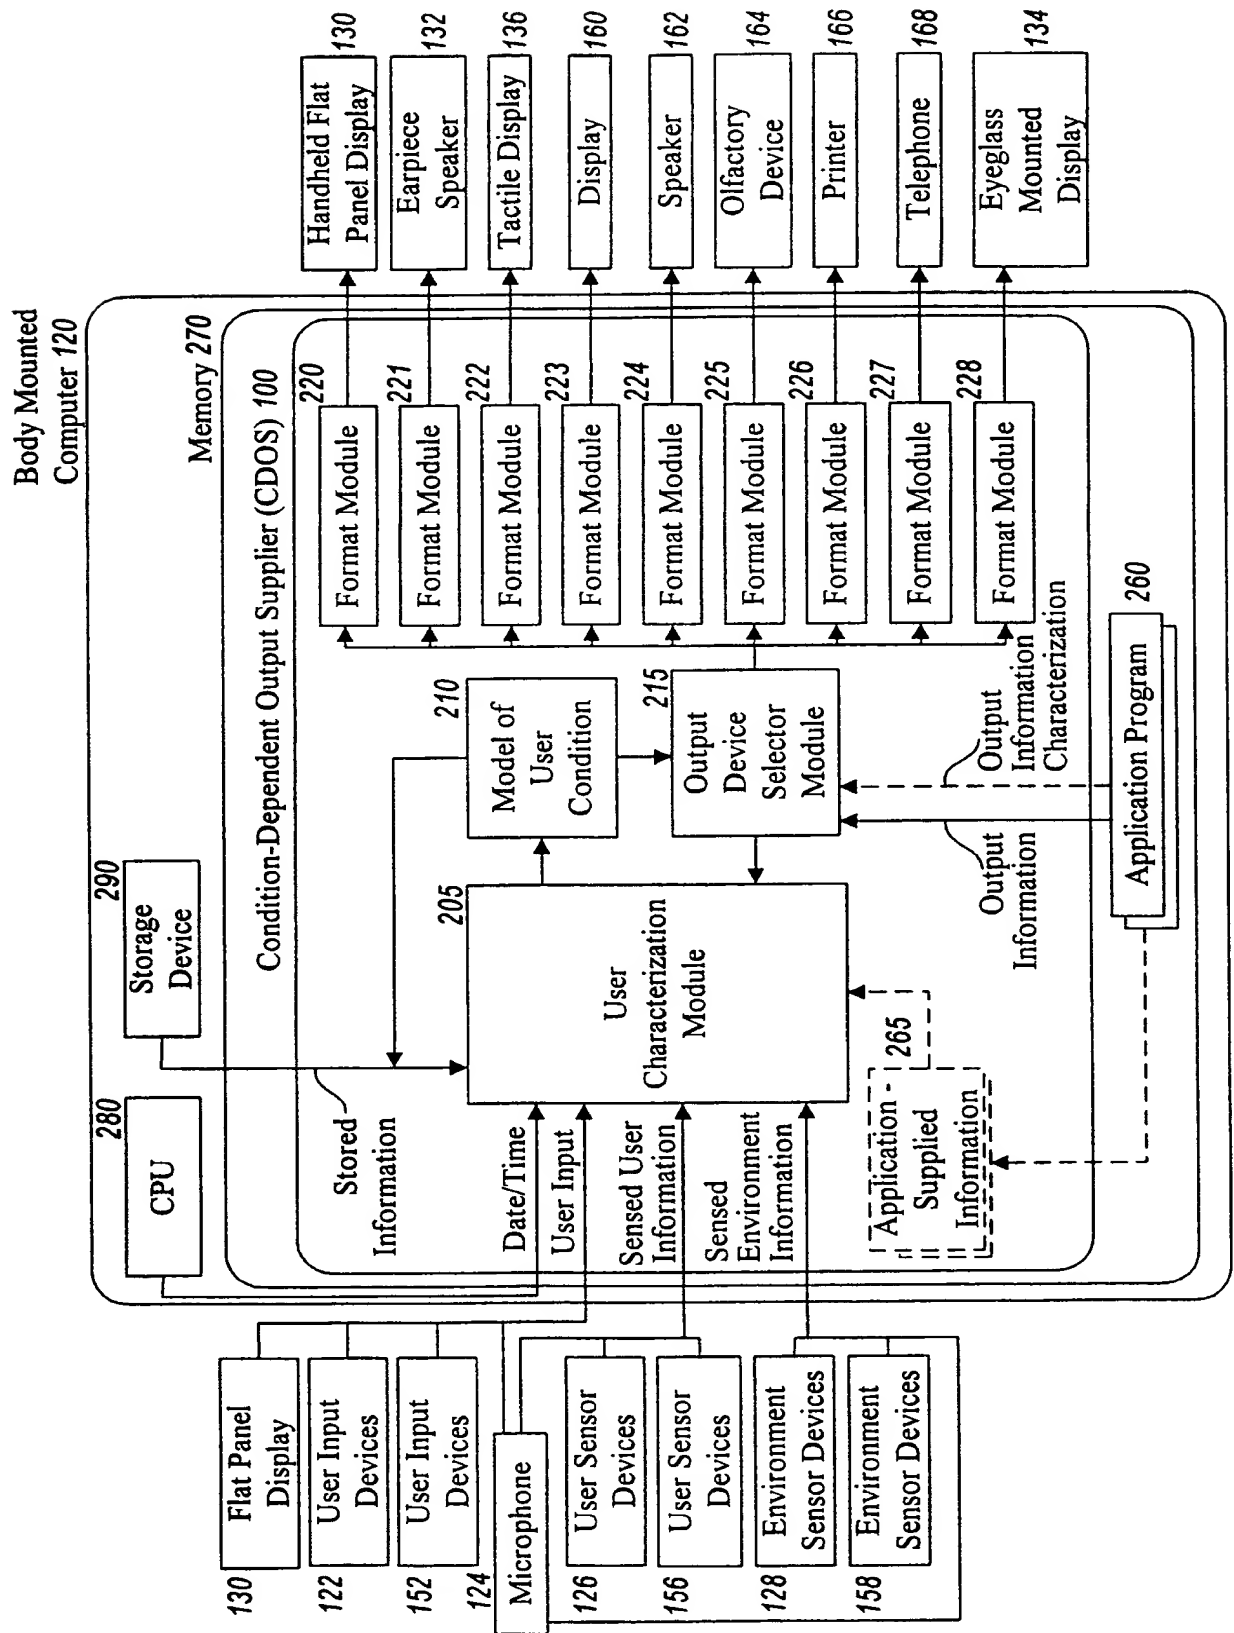 Body Mounted
Computer 120
Memory 270
Condition-Dependent Output Supplier (CDOS) 100
280
CPU
290
Storage
Device
Stored
Information
Date/Time
User Input
Sensed User
Information
Sensed
Environment
Information
130
Flat Panel
Display
122
User Input
Devices
152
User Input
Devices
124
Microphone
126
User Sensor
Devices
156
User Sensor
Devices
128
Environment
Sensor Devices
158
Environment
Sensor Devices
205
User
Characterization
Module
210
Model of
User
Condition
215
Output
Device
Selector
Module
Application -
Supplied
Information
265
Output
Information
Output
Information
Characterization
Application Program
260
220
Format Module
221
Format Module
222
Format Module
223
Format Module
224
Format Module
225
Format Module
226
Format Module
227
Format Module
228
Format Module
Handheld Flat
Panel Display
130
Earpiece
Speaker
132
Tactile Display
136
Display
160
Speaker
162
Olfactory
Device
164
Printer
166
Telephone
168
Eyeglass
Mounted
Display
134